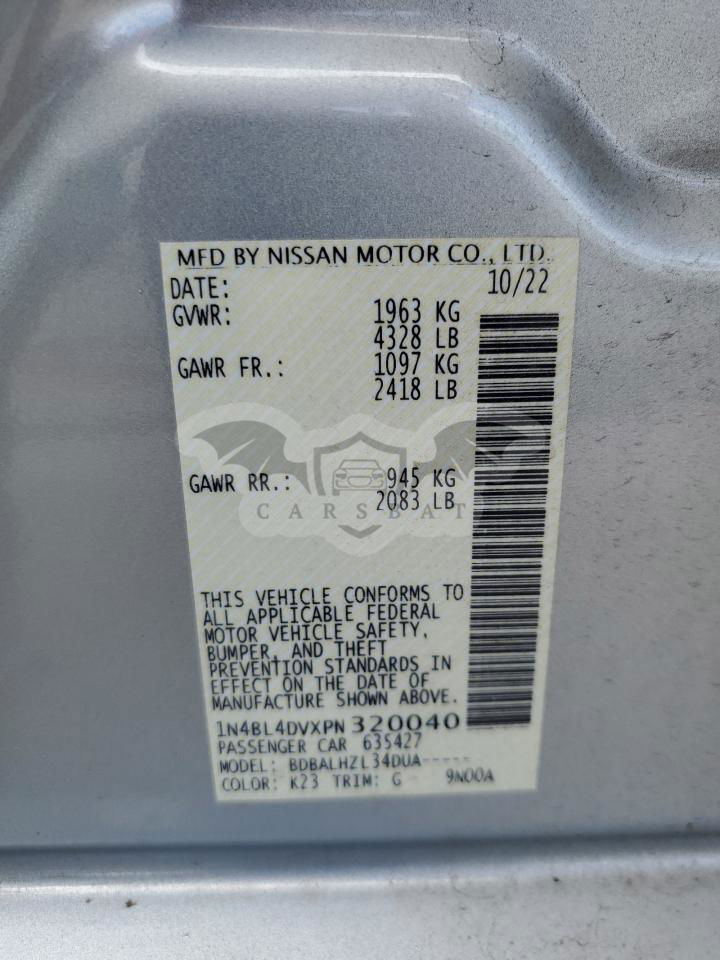 MFD BY NISSAN MOTOR CO., LTD.
DATE: 10/22
GVWR: 1963 KG
4328 LB
GAWR FR.: 1097 KG
2418 LB
GAWR RR.: 945 KG
2083 LB
CARSBAT
THIS VEHICLE CONFORMS TO
ALL APPLICABLE FEDERAL
MOTOR VEHICLE SAFETY,
BUMPER, AND THEFT
PREVENTION STANDARDS IN
EFFECT ON THE DATE OF
MANUFACTURE SHOWN ABOVE.
1N4BL4DVXPN320040
PASSENGER CAR 635427
MODEL: BDBALHZL34DUA-----
COLOR: K23 TRIM: G 9N00A